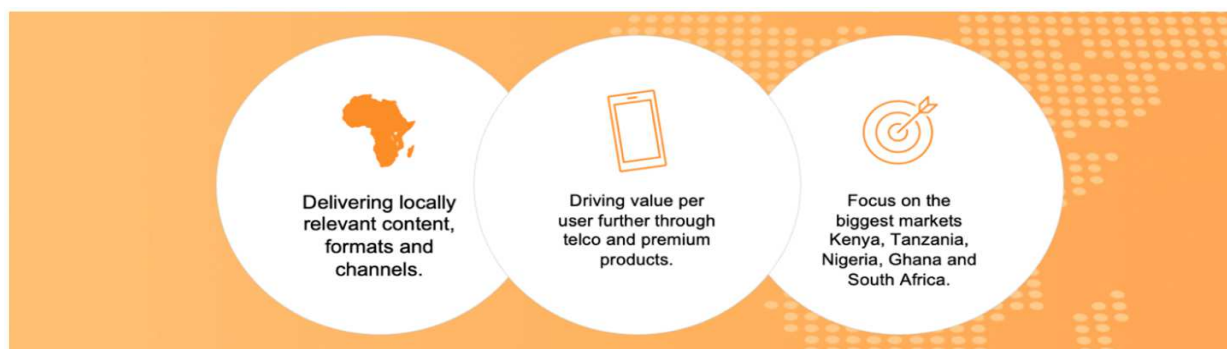 Delivering locally
relevant content,
formats and
channels.
Driving value per
user further through
telco and premium
products.
Focus on the
biggest markets
Kenya, Tanzania,
Nigeria, Ghana and
South Africa.